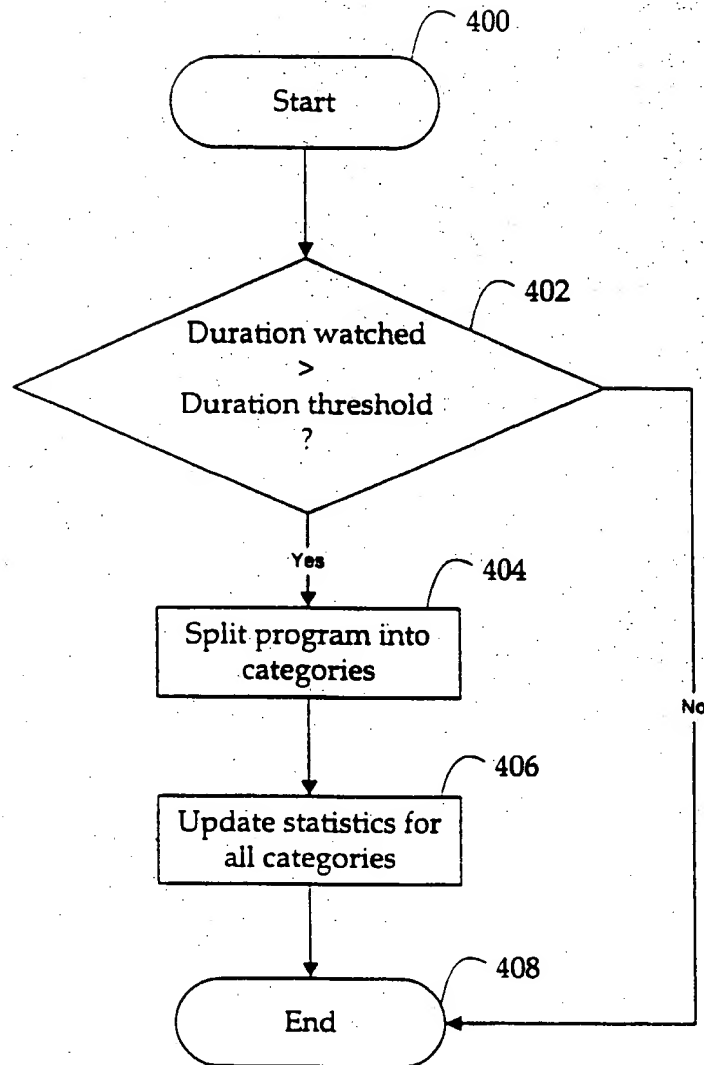 400
Start
402
Duration watched
>
Duration threshold
?
Yes
404
Split program into
categories
No
406
Update statistics for
all categories
408
End